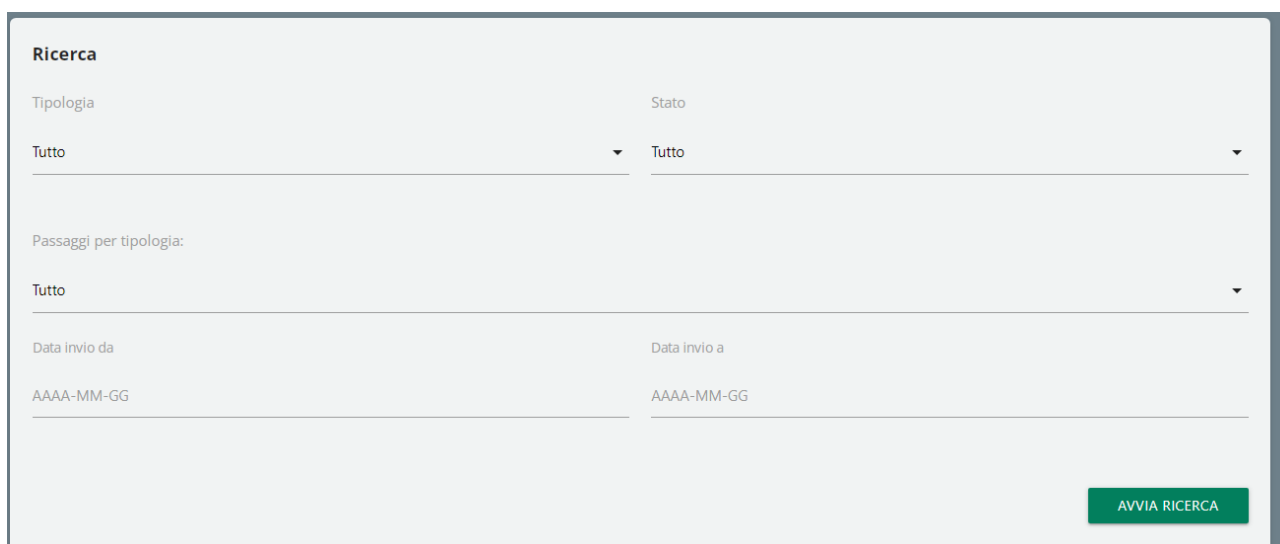 Ricerca
Tipologia Stato
Tutto Tutto
Passaggi per tipologia:
Tutto
Data invio da Data invio a
AAAA-MM-GG AAAA-MM-GG
AVVIA RICERCA